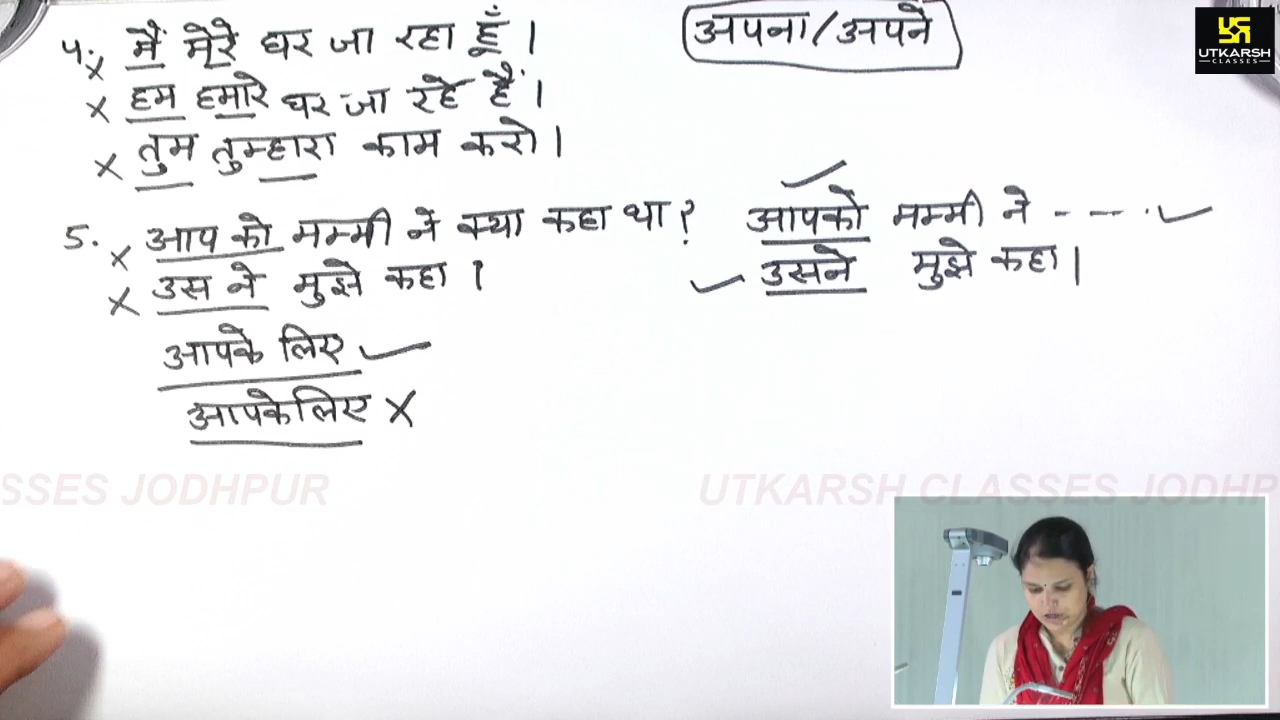 ४. × मैं मेरे घर जा रहा हूँ। अपना/अपने
× हम हमारे घर जा रहे हैं।
× तुम तुम्हारा काम करो।
5. × आप को मम्मी ने क्या कहा था? आपको मम्मी ने - - - ✓
× उस ने मुझे कहा। ✓ उसने मुझे कहा।
आपके लिए ✓
आपकेलिए ×
UTKARSH
CLASSES
SSES JODHPUR
UTKARSH CLASSES JODHP